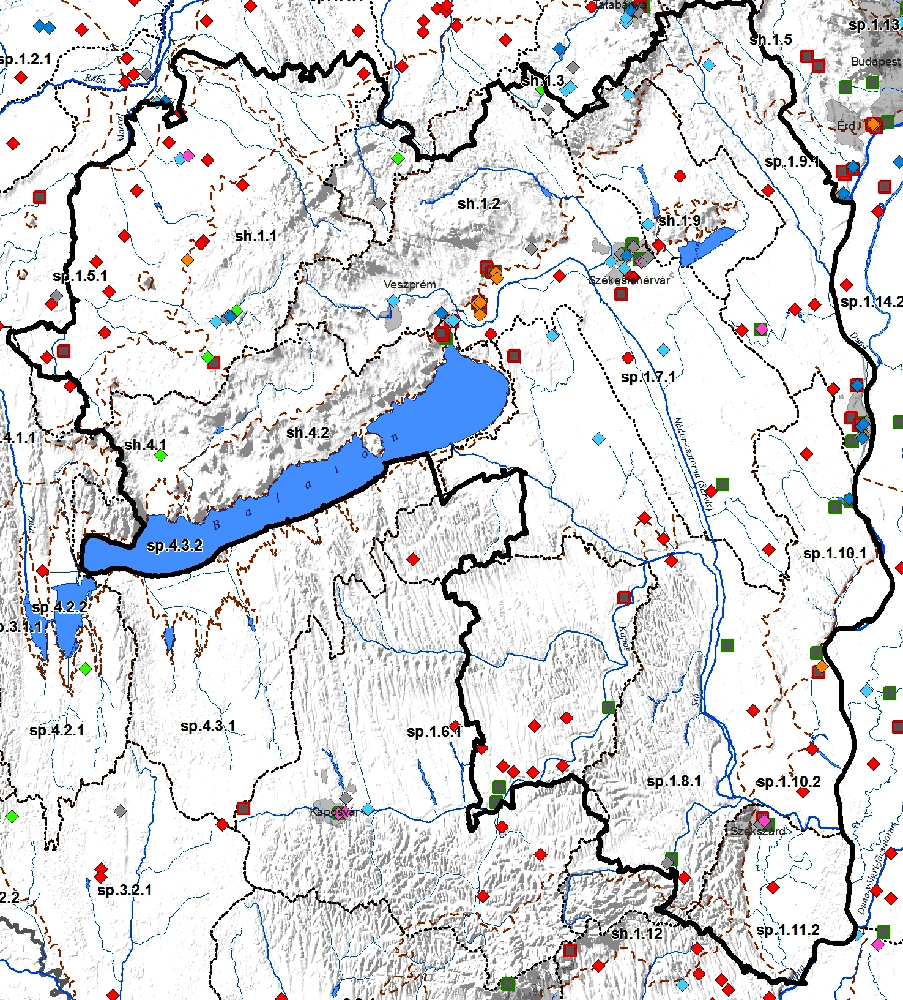 Tatabánya
sp.1.13.
sh.1.5
sp.1.2.1
Budapest
Rába
sh.1.3
Marcal
Érd
sp.1.9.1
sh.1.2
sh.1.9
sh.1.1
sp.1.5.1
Veszprém
Székesfehérvár
sp.1.14.2
Duna
sp.1.7.1
Nádor-csatorna (Sárvíz)
.4.1.1
sh.4.1
sh.4.2
Balaton
Zala
sp.4.3.2
sp.1.10.1
sp.4.2.2
p.3.1.1
Kapos
Sió
sp.4.2.1
sp.4.3.1
sp.1.6.1
sp.1.8.1
sp.1.10.2
Kaposvár
Szekszárd
Duna-völgyi-főcsatorna
sp.3.2.1
2.2
sp.1.11.2
sh.1.12